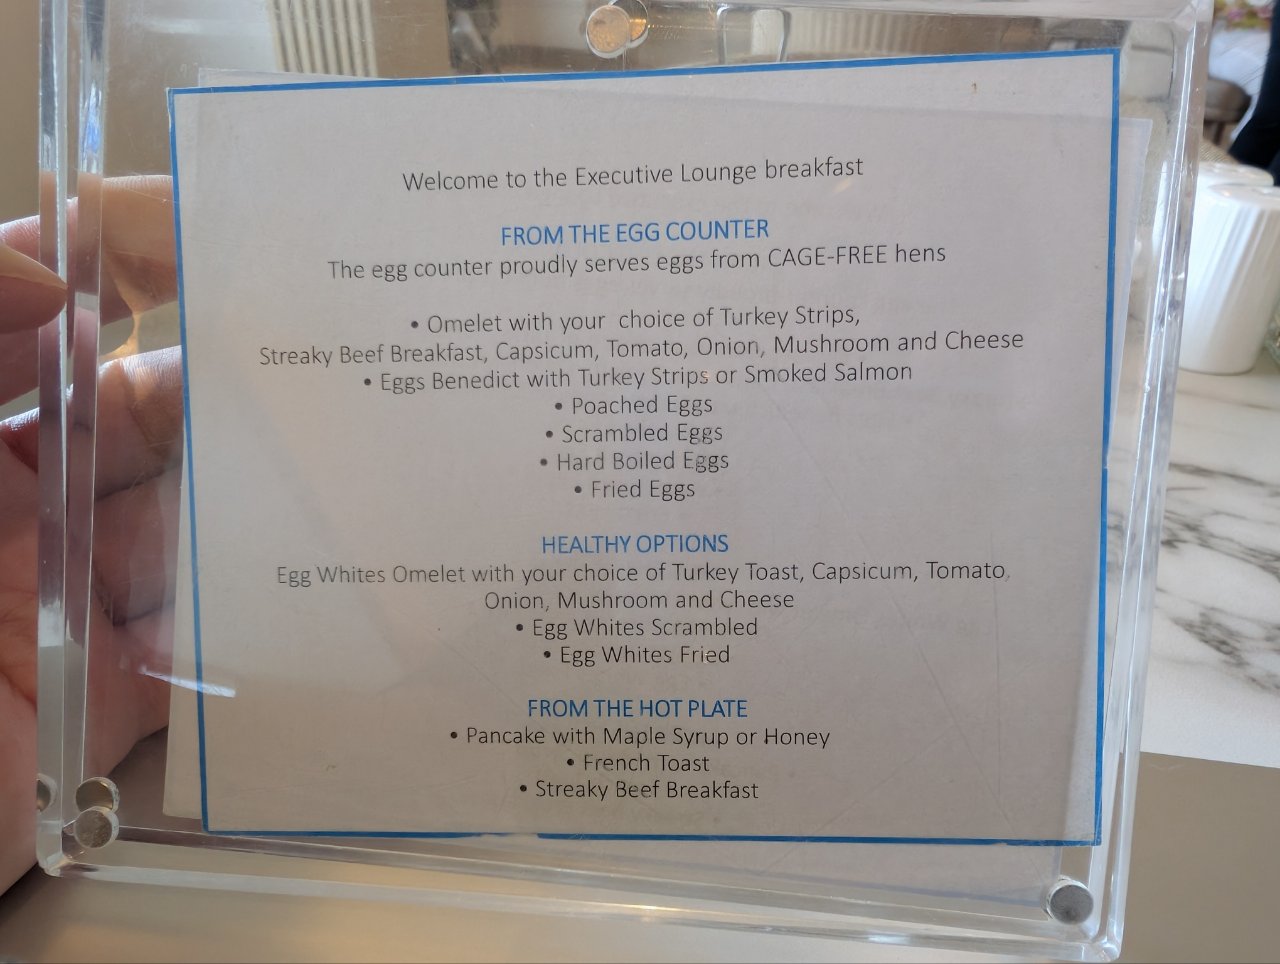 Welcome to the Executive Lounge breakfast
FROM THE EGG COUNTER
The egg counter proudly serves eggs from CAGE-FREE hens
• Omelet with your choice of Turkey Strips,
Streaky Beef Breakfast, Capsicum, Tomato, Onion, Mushroom and Cheese
• Eggs Benedict with Turkey Strips or Smoked Salmon
• Poached Eggs
• Scrambled Eggs
• Hard Boiled Eggs
• Fried Eggs
HEALTHY OPTIONS
Egg Whites Omelet with your choice of Turkey Toast, Capsicum, Tomato,
Onion, Mushroom and Cheese
• Egg Whites Scrambled
• Egg Whites Fried
FROM THE HOT PLATE
• Pancake with Maple Syrup or Honey
• French Toast
• Streaky Beef Breakfast